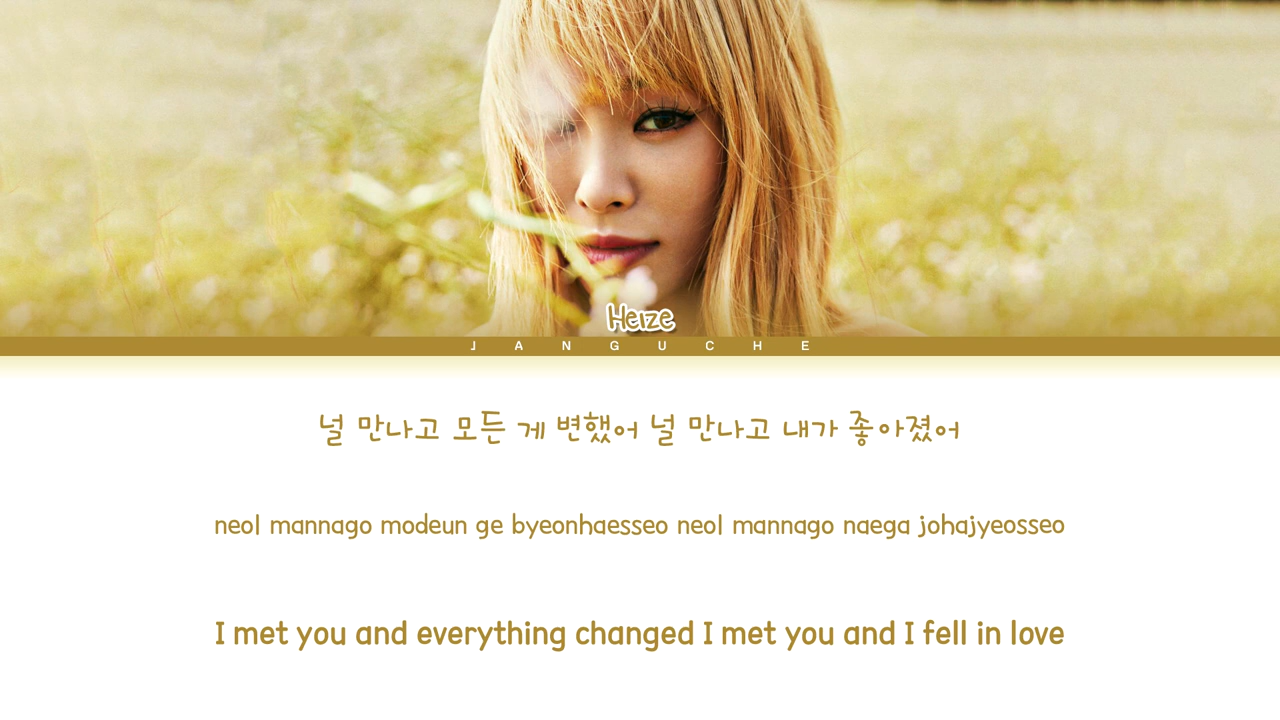 Heize
JANGUCHE
널 만나고 모든 게 변했어 널 만나고 내가 좋아졌어
neol mannago modeun ge byeonhaesseo neol mannago naega johajyeosseo
I met you and everything changed I met you and I fell in love